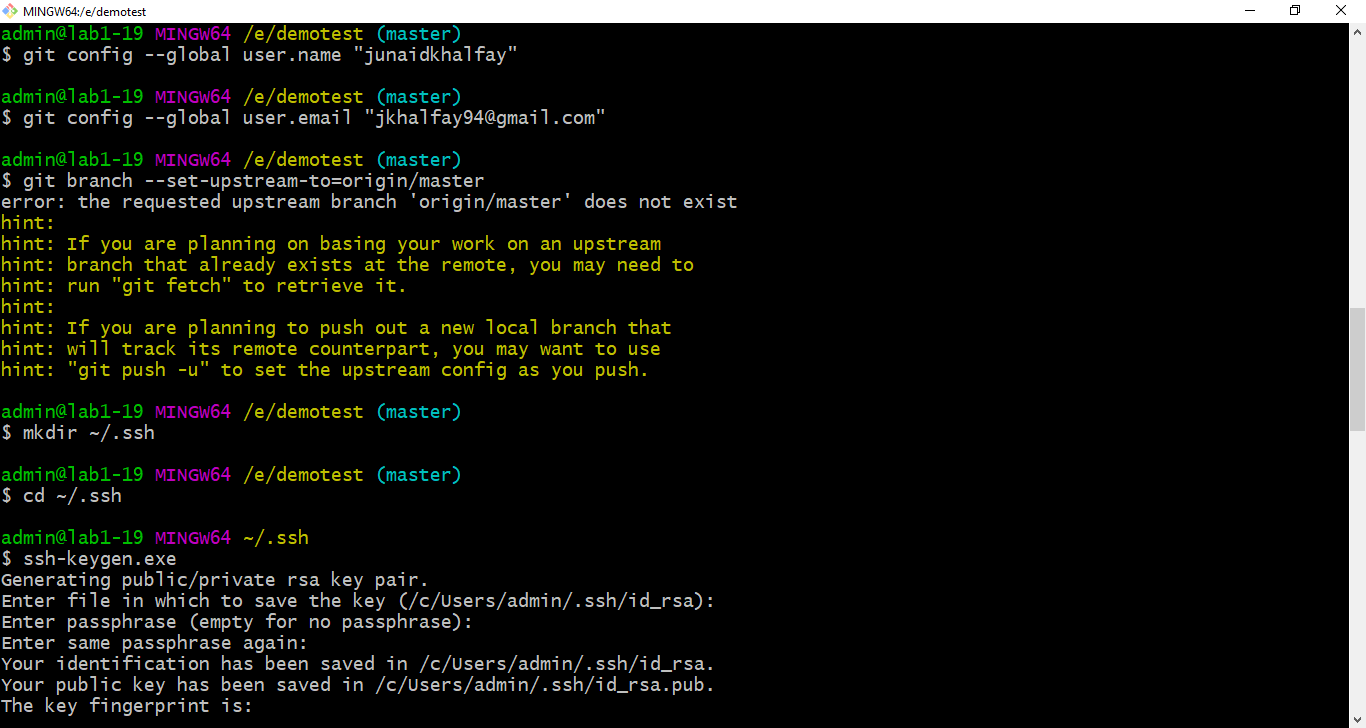 MINGW64:/e/demotest
admin@lab1-19 MINGW64 /e/demotest (master)
$ git config --global user.name "junaidkhalfay"
admin@lab1-19 MINGW64 /e/demotest (master)
$ git config --global user.email "jkhalfay94@gmail.com"
admin@lab1-19 MINGW64 /e/demotest (master)
$ git branch --set-upstream-to=origin/master
error: the requested upstream branch 'origin/master' does not exist
hint:
hint: If you are planning on basing your work on an upstream
hint: branch that already exists at the remote, you may need to
hint: run "git fetch" to retrieve it.
hint:
hint: If you are planning to push out a new local branch that
hint: will track its remote counterpart, you may want to use
hint: "git push -u" to set the upstream config as you push.
admin@lab1-19 MINGW64 /e/demotest (master)
$ mkdir ~/.ssh
admin@lab1-19 MINGW64 /e/demotest (master)
$ cd ~/.ssh
admin@lab1-19 MINGW64 ~/.ssh
$ ssh-keygen.exe
Generating public/private rsa key pair.
Enter file in which to save the key (/c/Users/admin/.ssh/id_rsa):
Enter passphrase (empty for no passphrase):
Enter same passphrase again:
Your identification has been saved in /c/Users/admin/.ssh/id_rsa.
Your public key has been saved in /c/Users/admin/.ssh/id_rsa.pub.
The key fingerprint is: